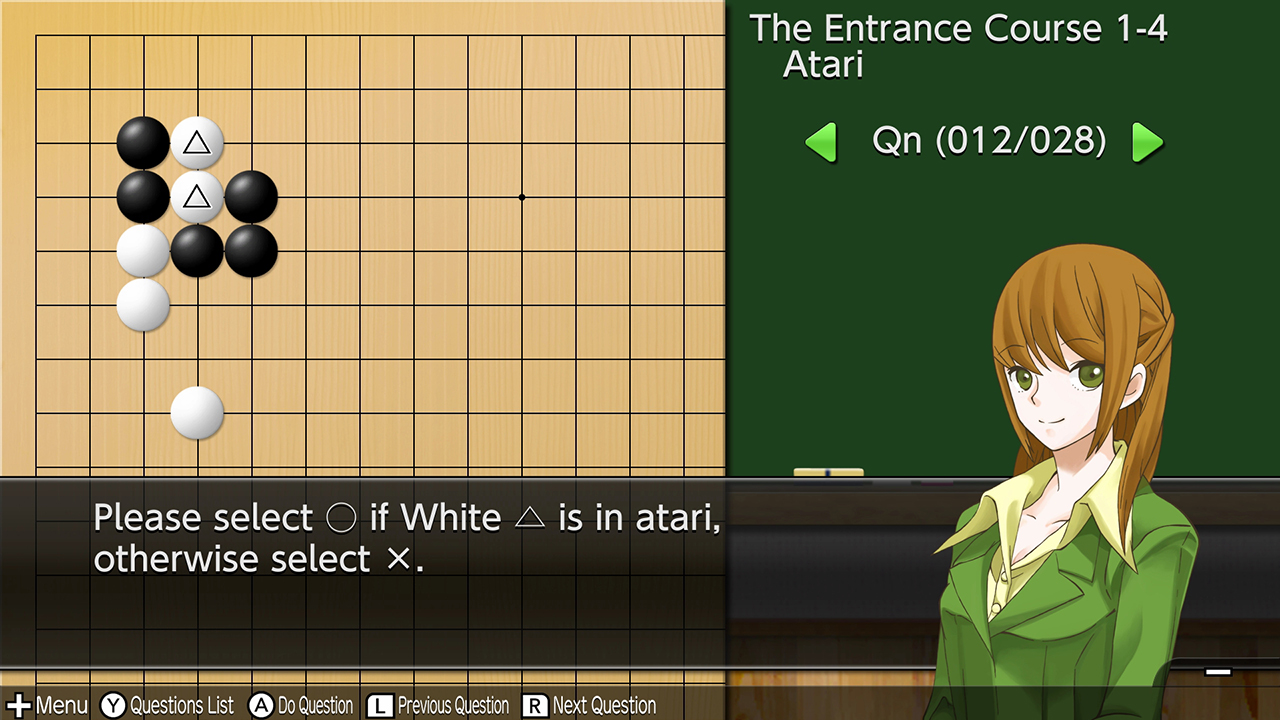 The Entrance Course 1-4
Atari
Qn (012/028)
Please select ○ if White △ is in atari,
otherwise select ×.
+ Menu Y Questions List A Do Question L Previous Question R Next Question